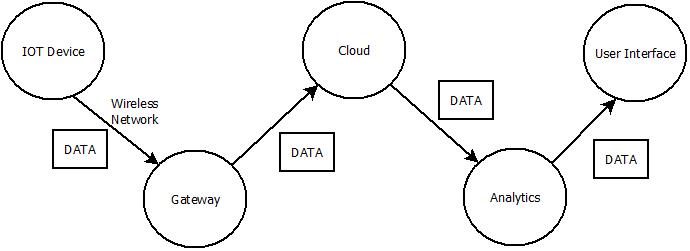 IOT Device
Wireless
Network
DATA
Gateway
DATA
Cloud
DATA
Analytics
DATA
User Interface